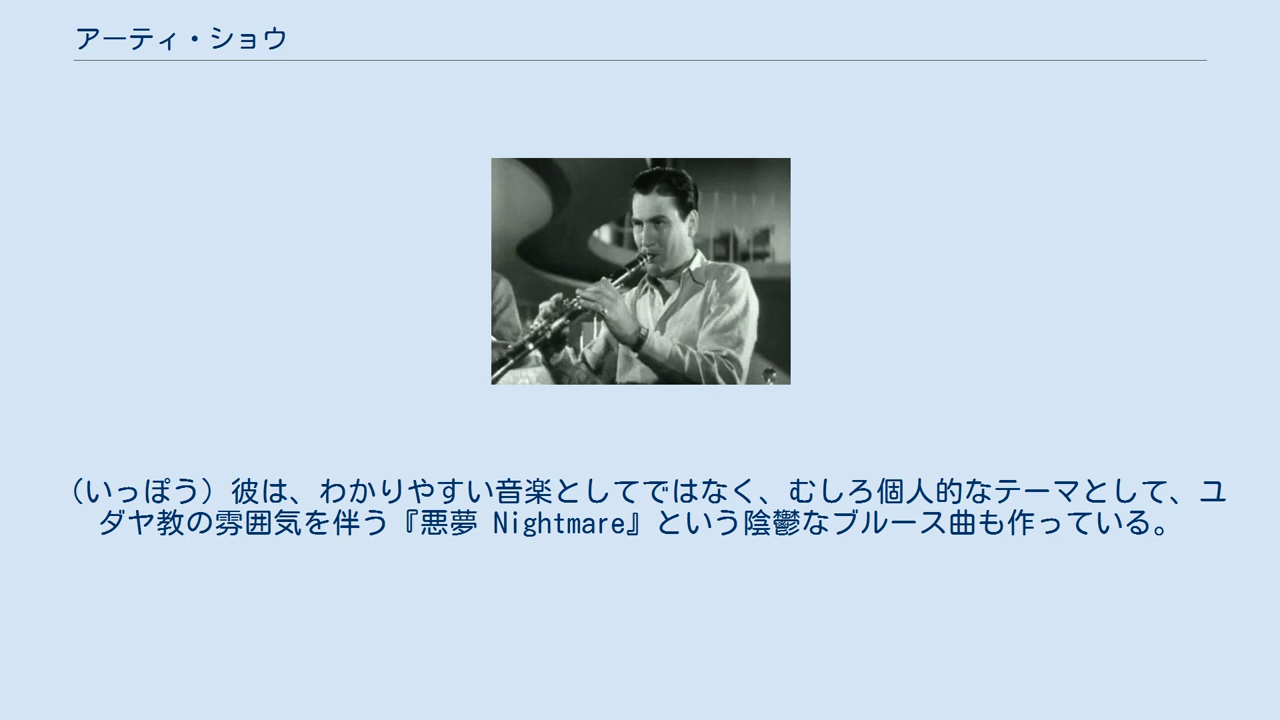 アーティ・ショウ
（いっぽう）彼は、わかりやすい音楽としてではなく、むしろ個人的なテーマとして、ユ
ダヤ教の雰囲気を伴う『悪夢 Nightmare』という陰鬱なブルース曲も作っている。